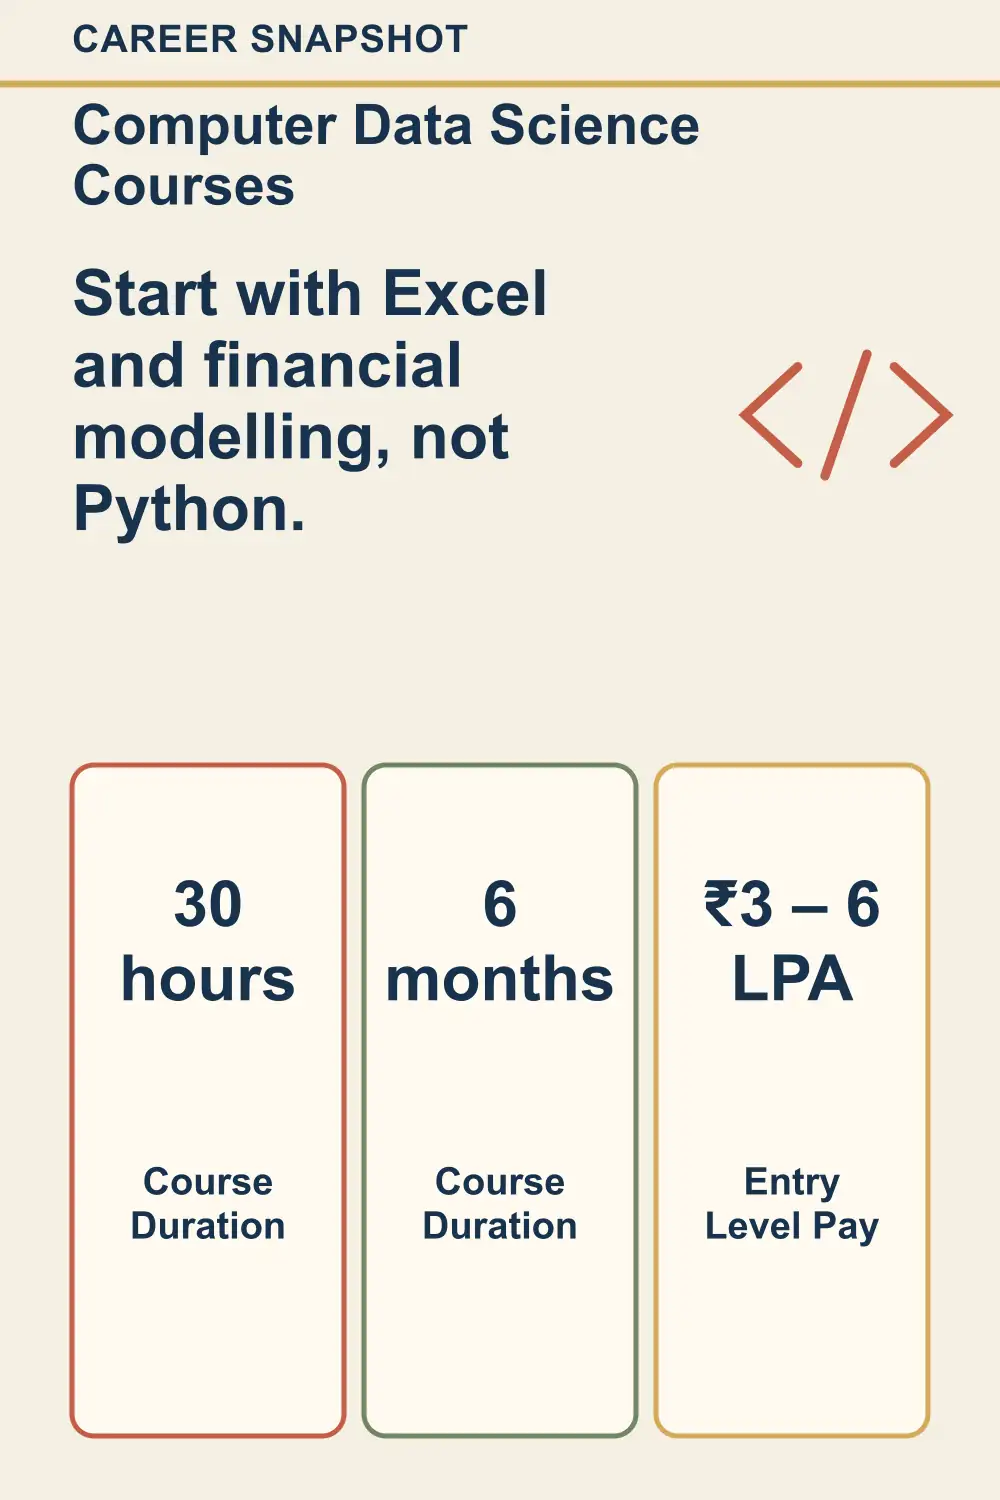 CAREER SNAPSHOT
Computer Data Science
Courses
Start with Excel
and financial
modelling, not
Python.
30
hours
Course
Duration
6
months
Course
Duration
₹3 – 6
LPA
Entry
Level Pay